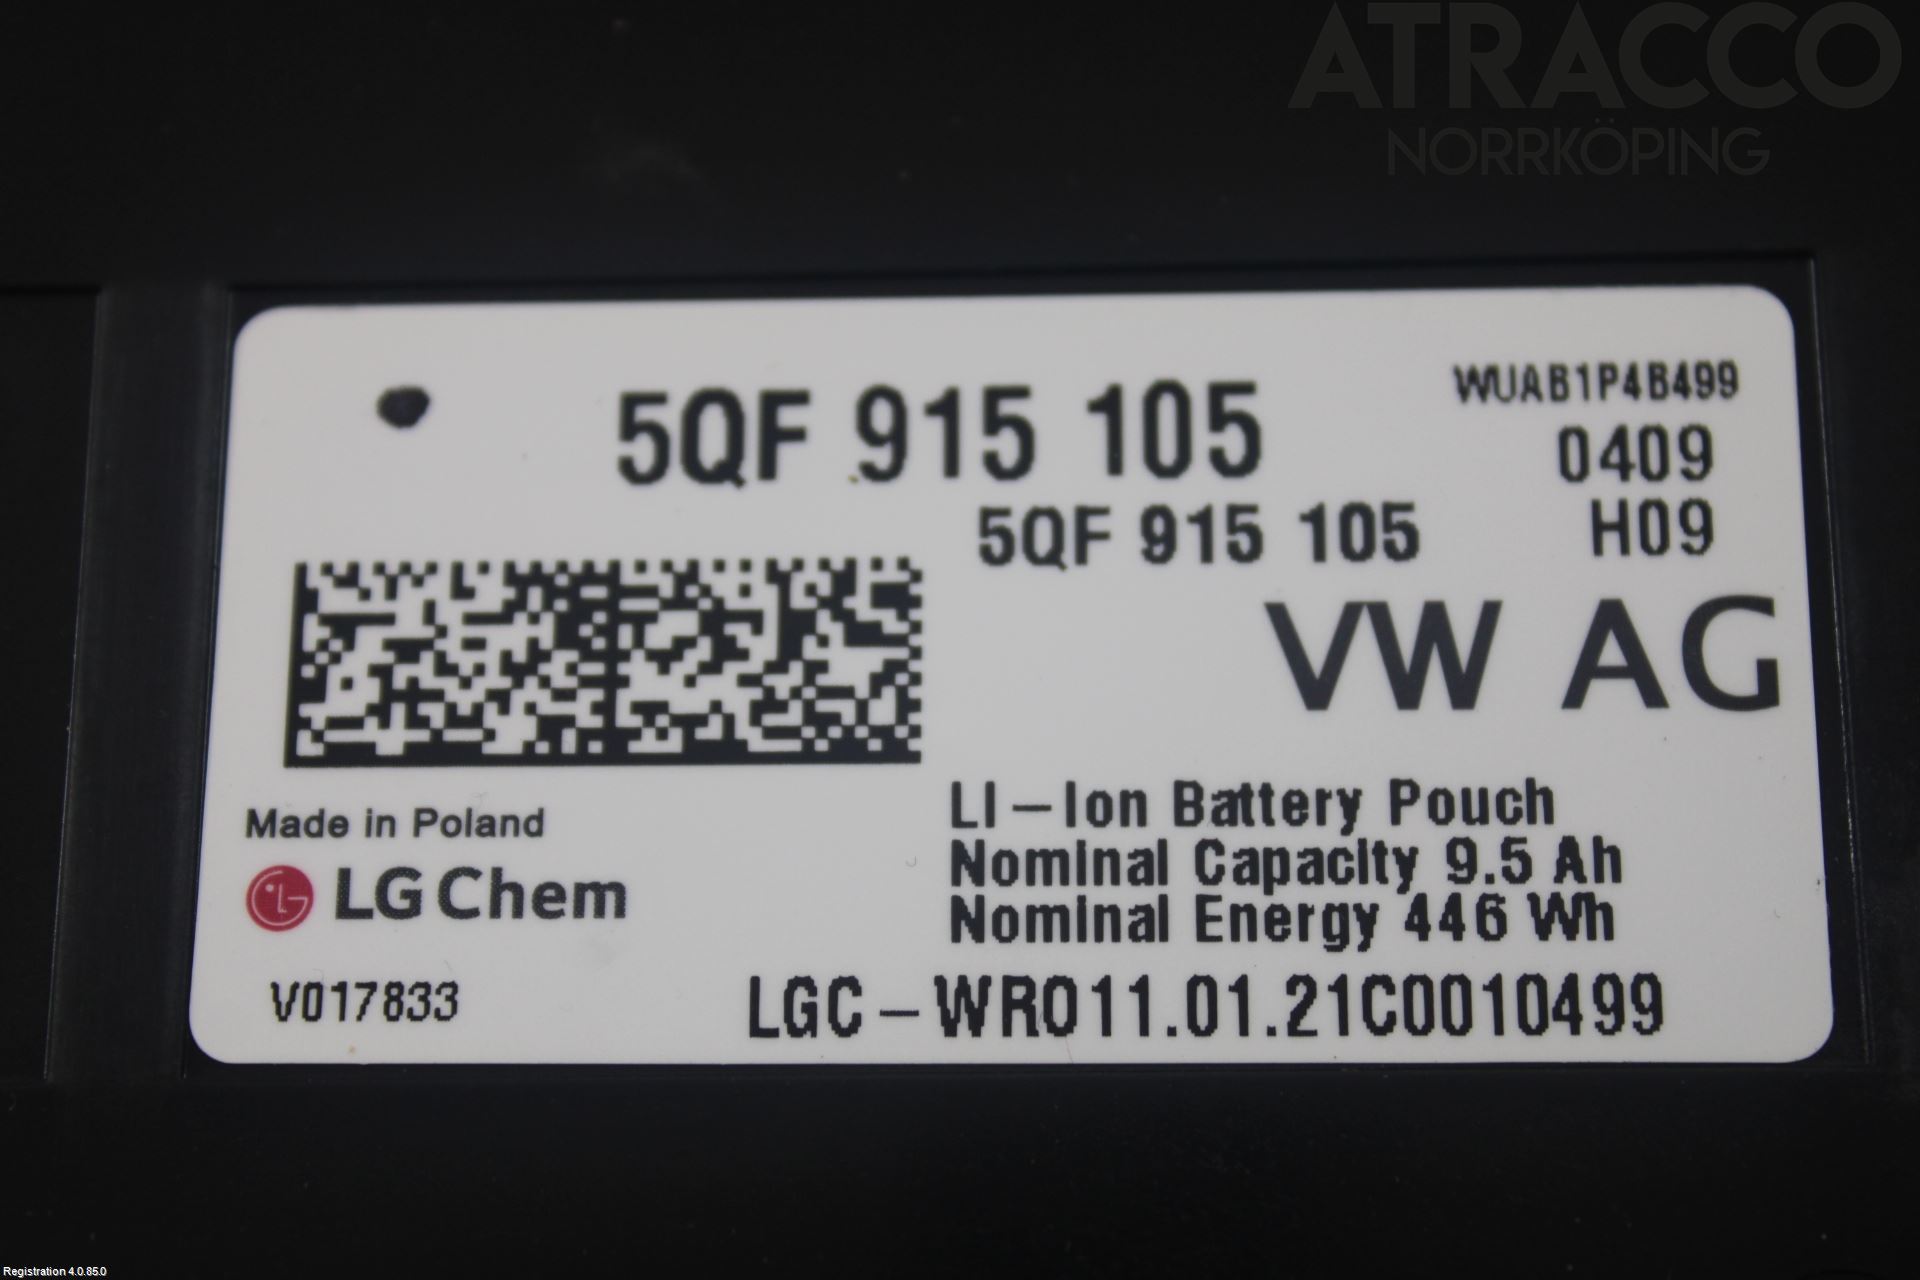 ATRACCO
NORRKÖPING
5QF 915 105
WUAB1P4B499
0409
5QF 915 105
H09
VW AG
Made in Poland
LG Chem
LI-Ion Battery Pouch
Nominal Capacity 9.5 Ah
Nominal Energy 446 Wh
V017833
LGC-WR011.01.21C0010499
Registration 4.0.85.0